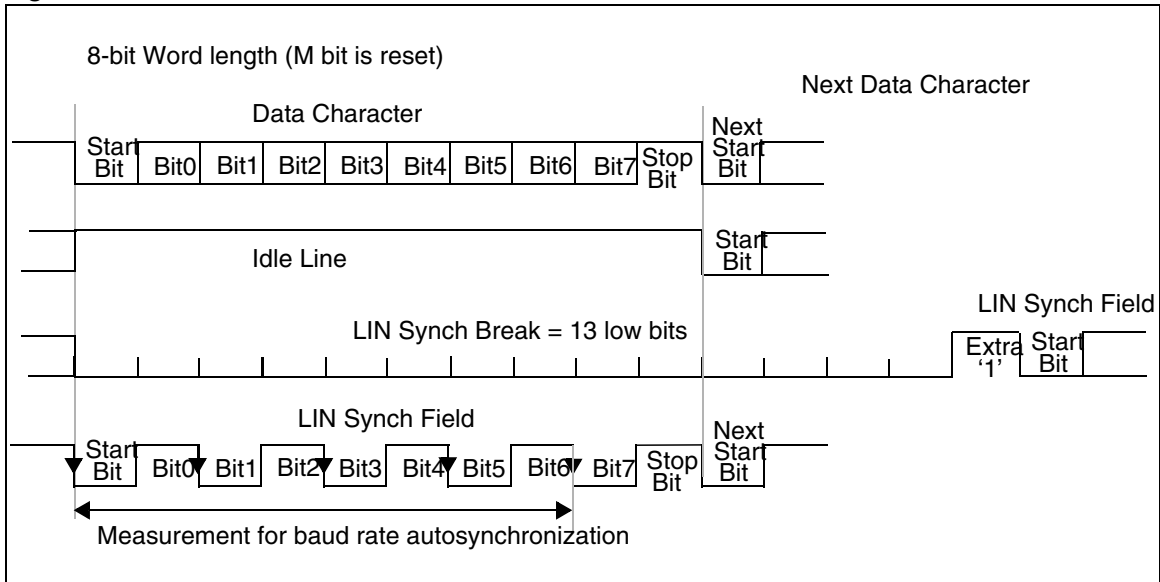 8-bit Word length (M bit is reset)
Next Data Character
Data Character
Start Bit Bit0 Bit1 Bit2 Bit3 Bit4 Bit5 Bit6 Bit7 Stop Bit Next Start Bit
Idle Line
Start Bit
LIN Synch Field
LIN Synch Break = 13 low bits
Extra '1' Start Bit
LIN Synch Field
Start Bit Bit0 Bit1 Bit2 Bit3 Bit4 Bit5 Bit6 Bit7 Stop Bit Next Start Bit
Measurement for baud rate autosynchronization